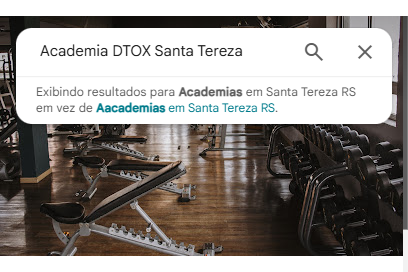 Academia DTOX Santa Tereza
Exibindo resultados para Academias em Santa Tereza RS
em vez de Aacademias em Santa Tereza RS.